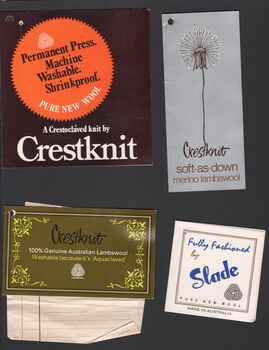 Permanent Press.
Machine
Washable.
Shrinkproof.
PURE NEW WOOL
A Crestoclaved knit by
Crestknit
Crestknit
soft-as-down
merino lambswool
Crestknit
100% Genuine Australian Lambswool
Washable because it's 'Aquaclaved'
Fully Fashioned
by
Slade
PURE NEW WOOL
MADE IN AUSTRALIA